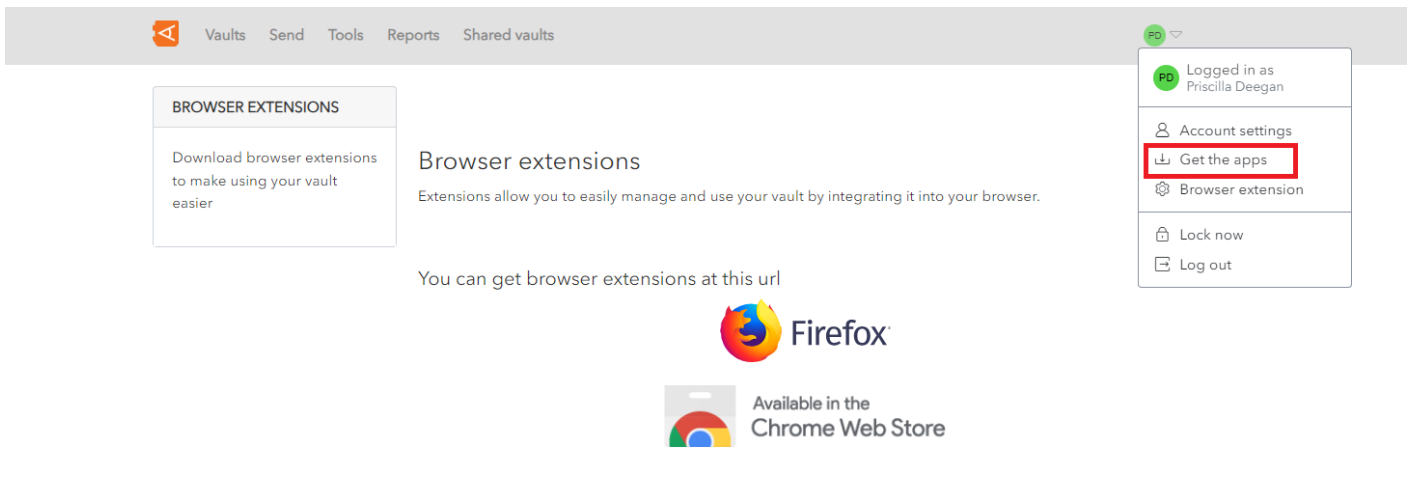 Vaults Send Tools Reports Shared vaults PD
PD Logged in as
Priscilla Deegan
Account settings
Get the apps
Browser extension
Lock now
Log out
BROWSER EXTENSIONS
Download browser extensions
to make using your vault
easier
Browser extensions
Extensions allow you to easily manage and use your vault by integrating it into your browser.
You can get browser extensions at this url
Firefox
Available in the
Chrome Web Store